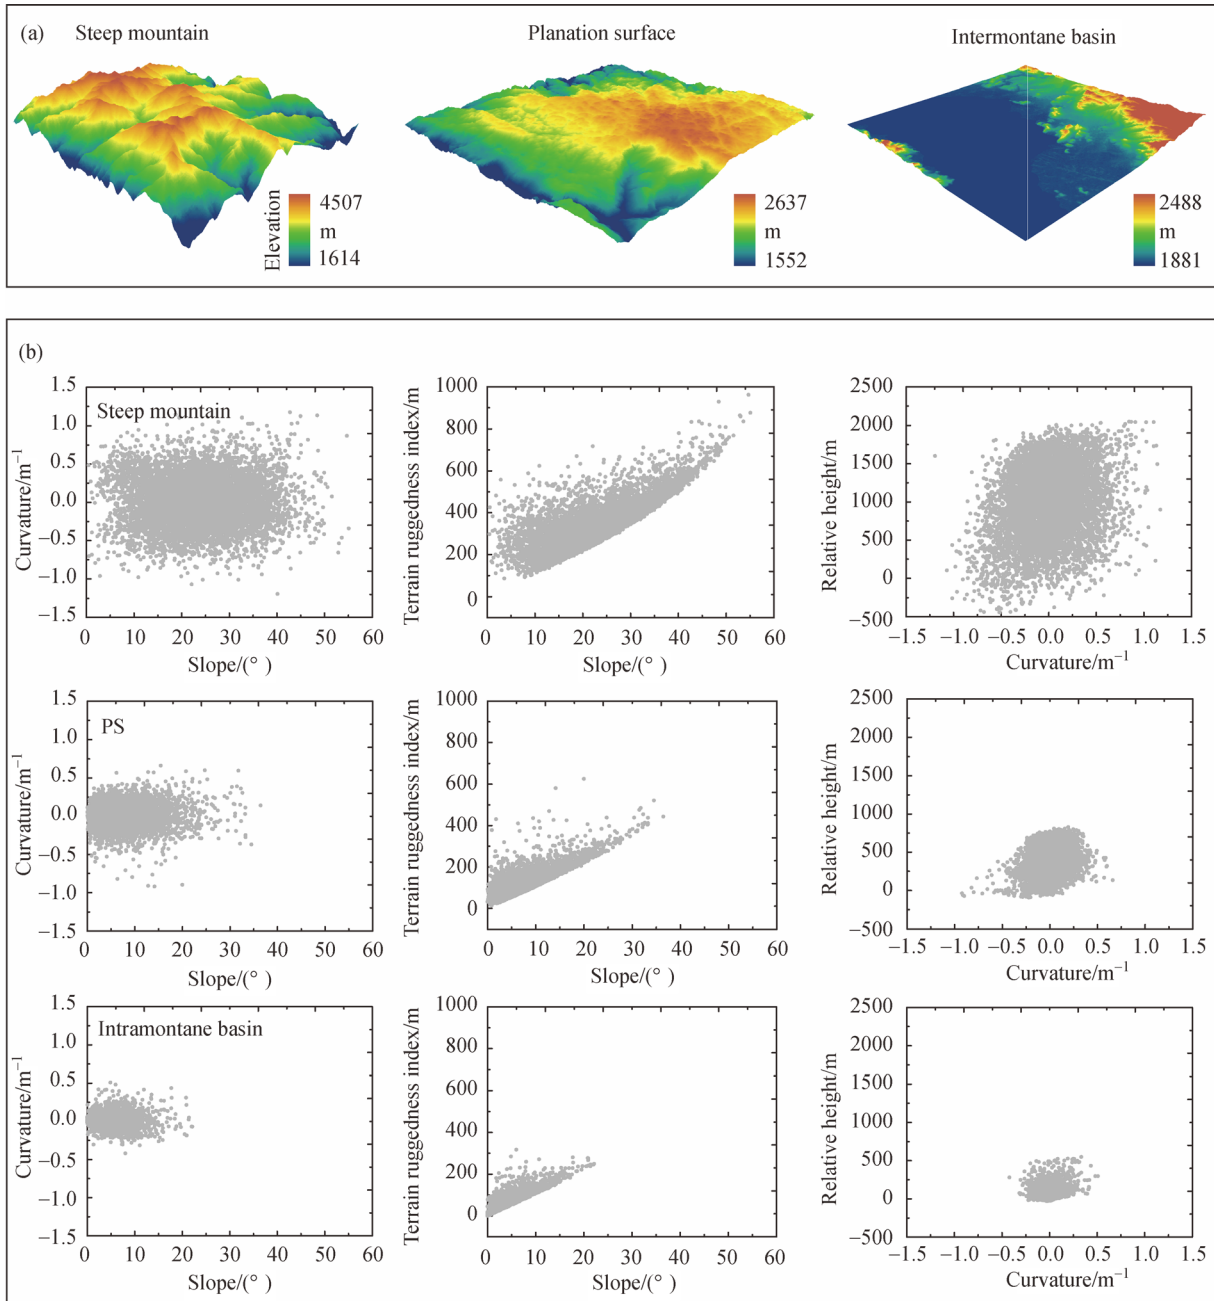 (a)
Steep mountain
Planation surface
Intermontane basin
Elevation
4507
m
1614
2637
m
1552
2488
m
1881
(b)
Steep mountain
Curvature/m⁻¹
1.5
1.0
0.5
0.0
−0.5
−1.0
−1.5
0 10 20 30 40 50 60
Slope/(° )
Terrain ruggedness index/m
1000
800
600
400
200
0
0 10 20 30 40 50 60
Slope/(° )
Relative height/m
2500
2000
1500
1000
500
0
−500
−1.5 −1.0 −0.5 0.0 0.5 1.0 1.5
Curvature/m⁻¹
PS
Curvature/m⁻¹
1.5
1.0
0.5
0.0
−0.5
−1.0
−1.5
0 10 20 30 40 50 60
Slope/(° )
Terrain ruggedness index/m
1000
800
600
400
200
0
0 10 20 30 40 50 60
Slope/(° )
Relative height/m
2500
2000
1500
1000
500
0
−500
−1.5 −1.0 −0.5 0.0 0.5 1.0 1.5
Curvature/m⁻¹
Intramontane basin
Curvature/m⁻¹
1.5
1.0
0.5
0.0
−0.5
−1.0
−1.5
0 10 20 30 40 50 60
Slope/(° )
Terrain ruggedness index/m
1000
800
600
400
200
0
0 10 20 30 40 50 60
Slope/(° )
Relative height/m
2500
2000
1500
1000
500
0
−500
−1.5 −1.0 −0.5 0.0 0.5 1.0 1.5
Curvature/m⁻¹